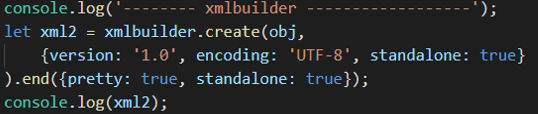 console.log('-------- xmlbuilder ------------------');
let xml2 = xmlbuilder.create(obj,
    {version: '1.0', encoding: 'UTF-8', standalone: true}
).end({pretty: true, standalone: true});
console.log(xml2);